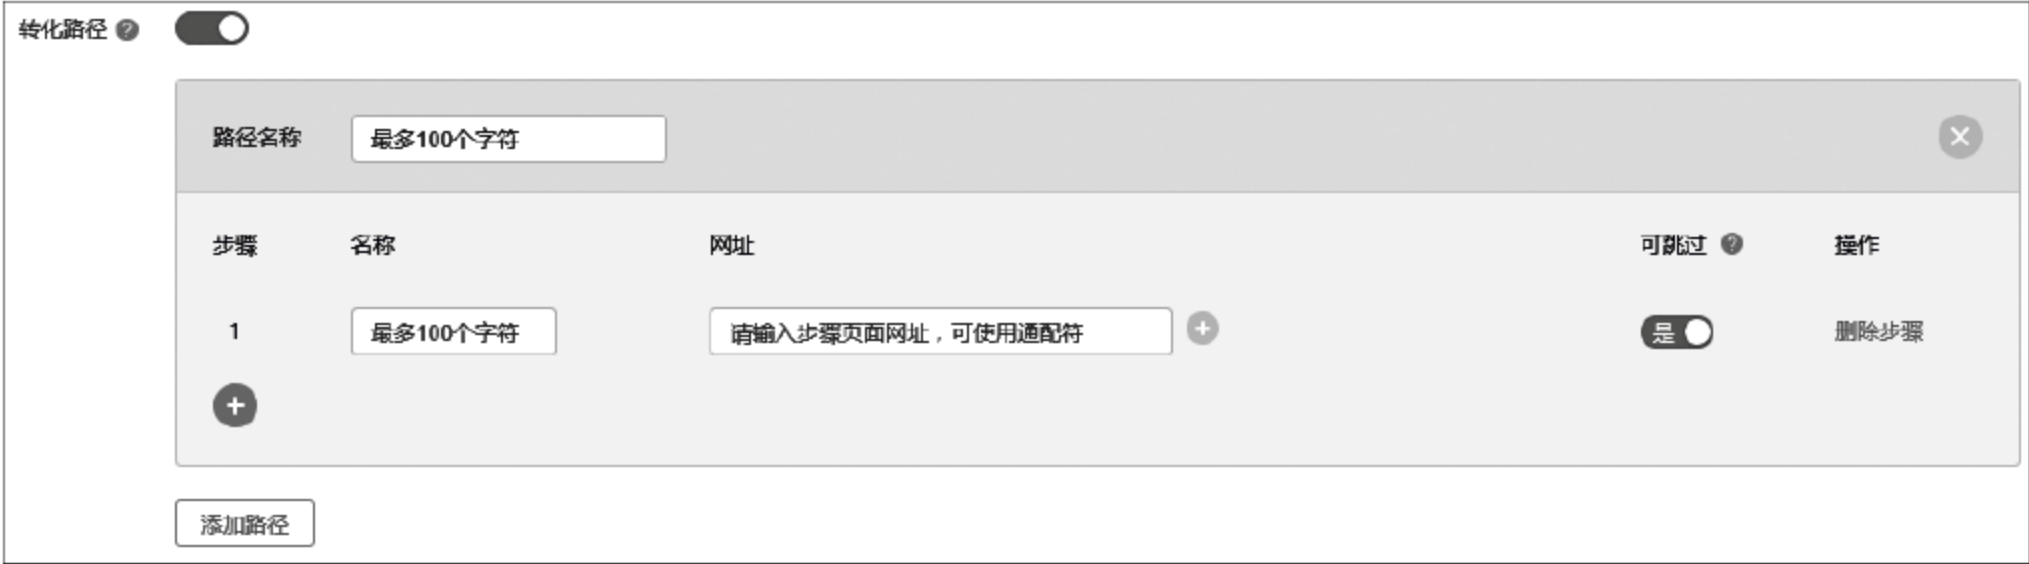 转化路径 ?
路径名称 最多100个字符
步骤 名称 网址 可跳过 ? 操作
1 最多100个字符 请输入步骤页面网址，可使用通配符 是 删除步骤
添加路径